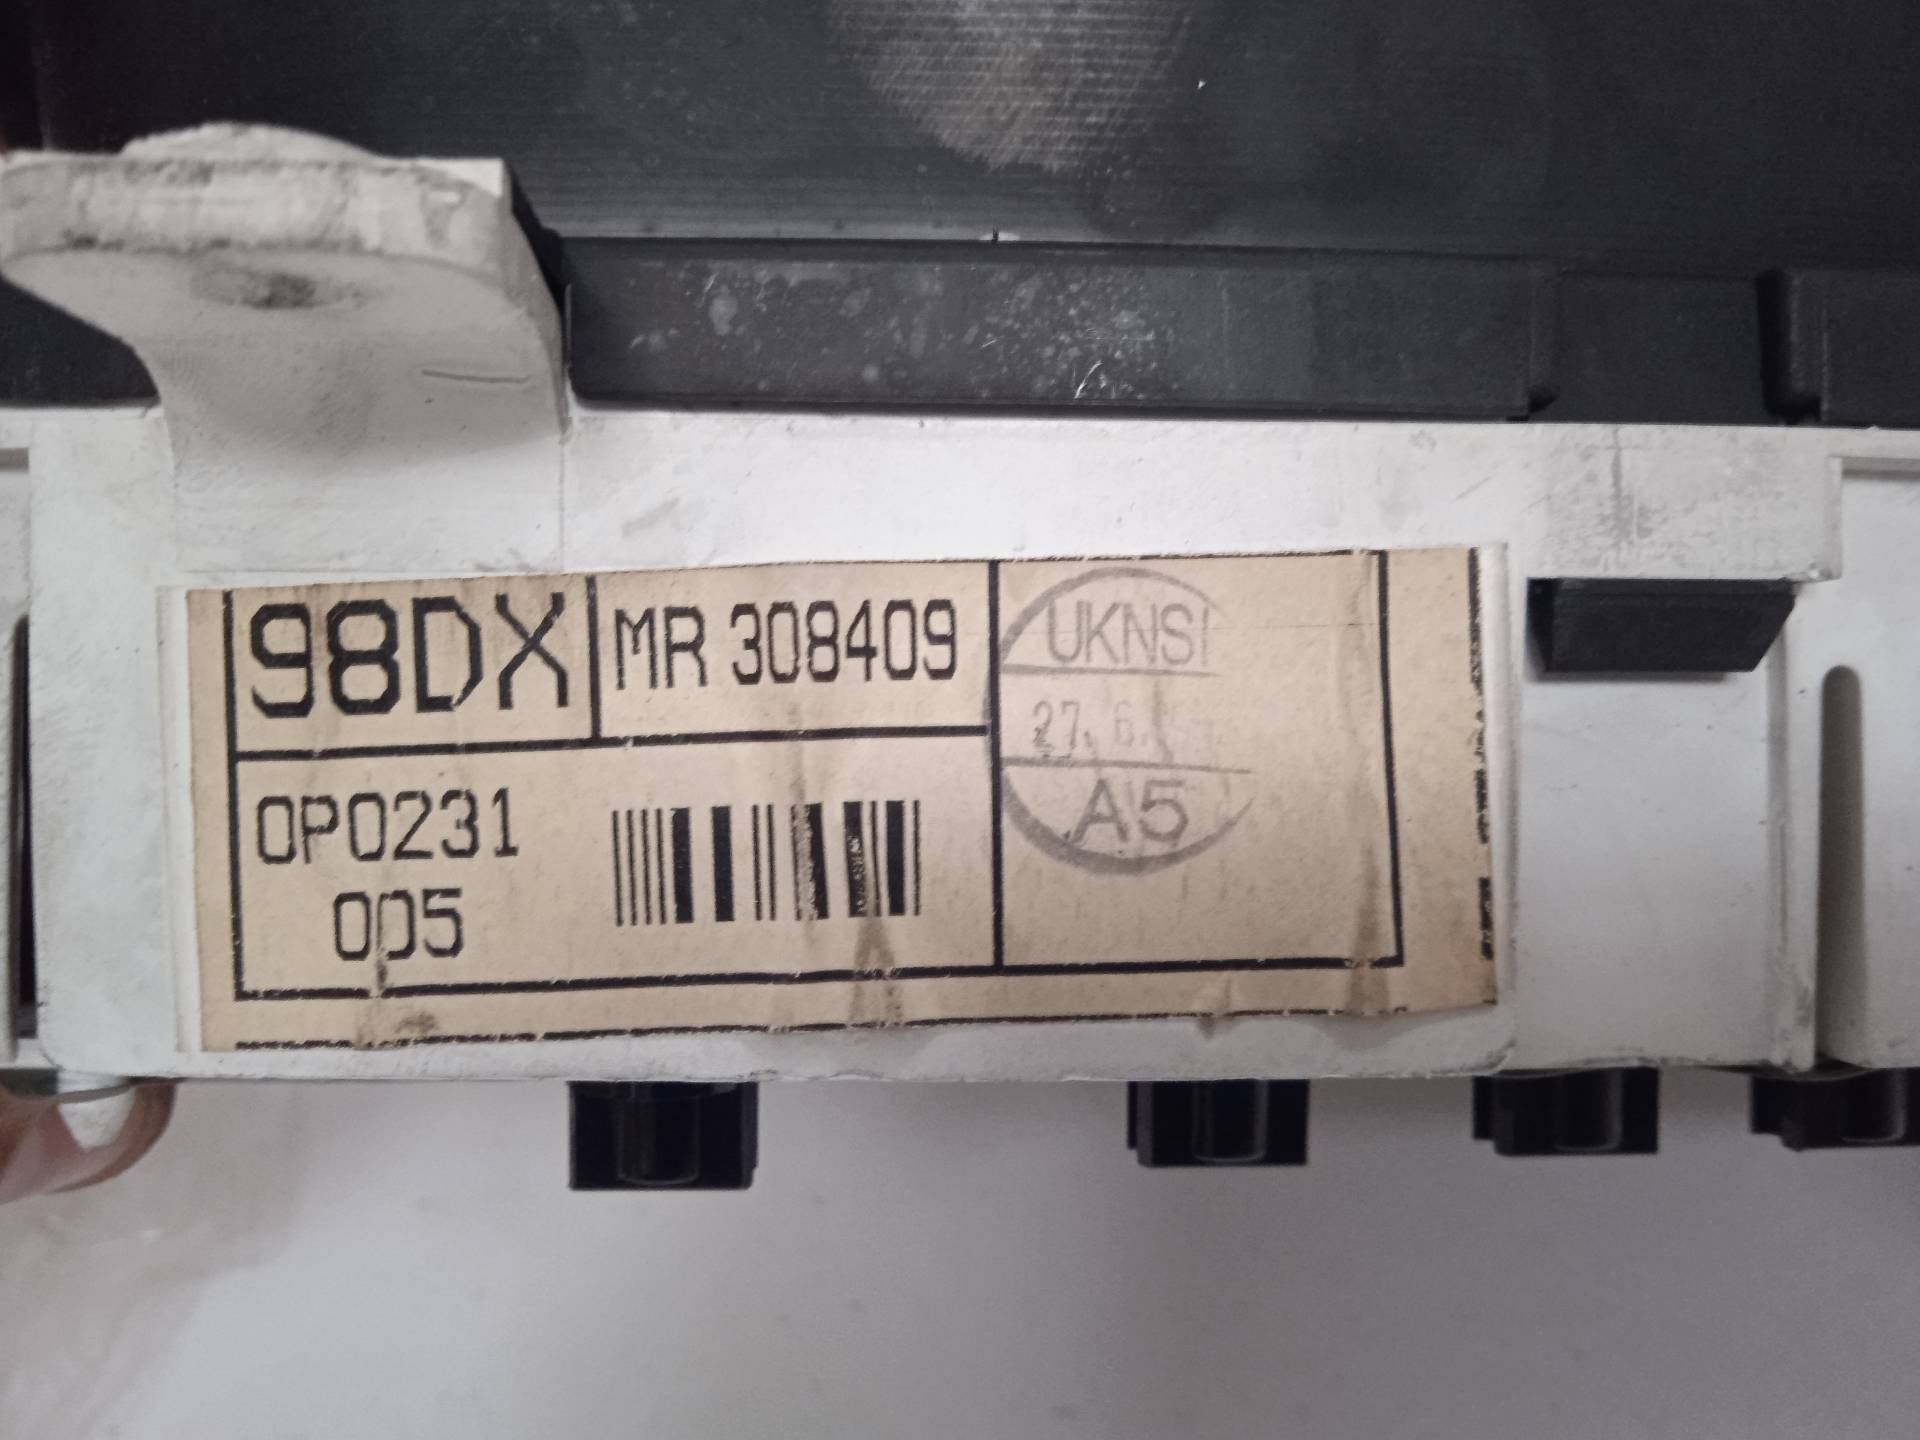 98DX
MR 308409
UKNSI
27. 6.
A5
0P0231
005